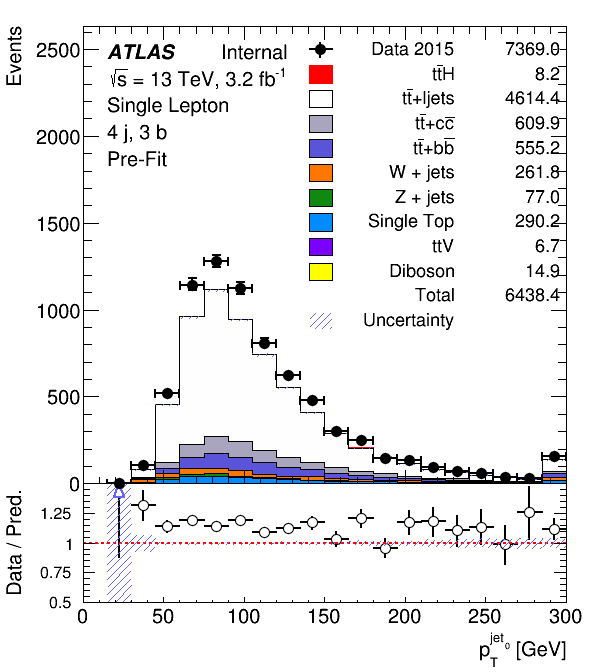 Events
2500
2000
1500
1000
500
0
ATLAS Internal
√s = 13 TeV, 3.2 fb⁻¹
Single Lepton
4 j, 3 b
Pre-Fit
Data 2015 7369.0
tt̄H 8.2
tt̄+ljets 4614.4
tt̄+cc̄ 609.9
tt̄+bb̄ 555.2
W + jets 261.8
Z + jets 77.0
Single Top 290.2
ttV 6.7
Diboson 14.9
Total 6438.4
Uncertainty
Data / Pred.
1.25
1
0.75
0.5
0 50 100 150 200 250 300
p_T^jet₀ [GeV]